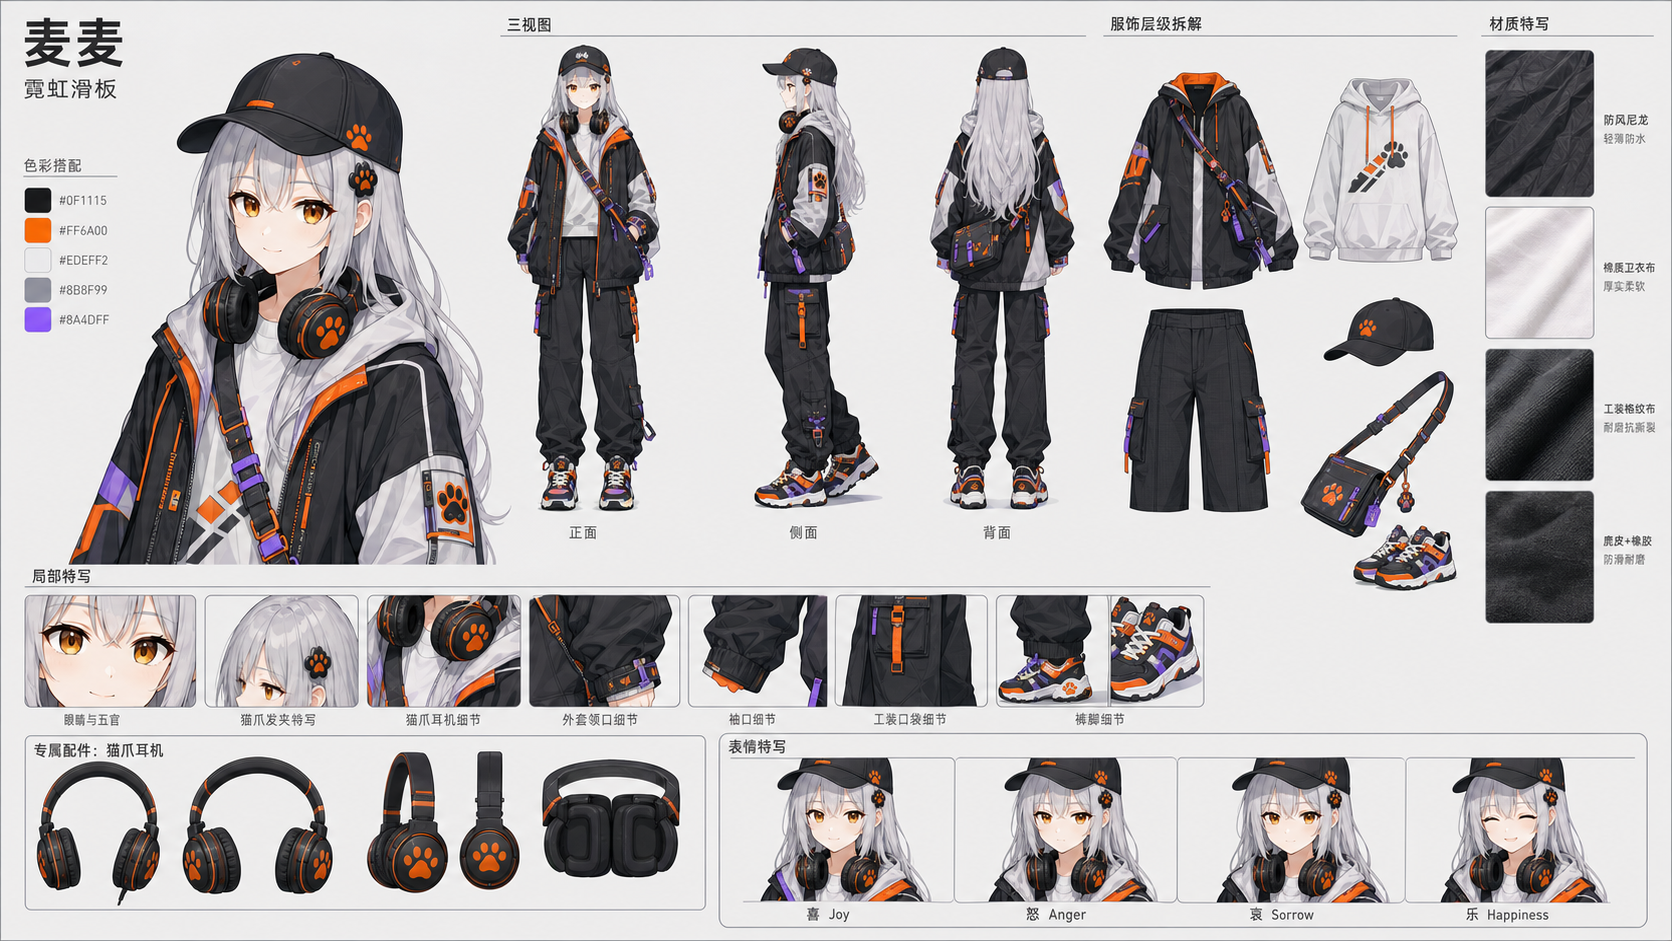 麦麦
霓虹滑板
色彩搭配
#0F1115
#FF6A00
#EDEFF2
#8B8F99
#8A4DFF
三视图
正面
侧面
背面
服饰层级拆解
材质特写
防风尼龙
轻薄防水
棉质卫衣布
厚实柔软
工装格纹布
耐磨抗撕裂
麂皮+橡胶
防滑耐磨
局部特写
眼睛与五官
猫爪发夹特写
猫爪耳机细节
外套领口细节
袖口细节
工装口袋细节
裤脚细节
专属配件：猫爪耳机
表情特写
喜 Joy
怒 Anger
哀 Sorrow
乐 Happiness